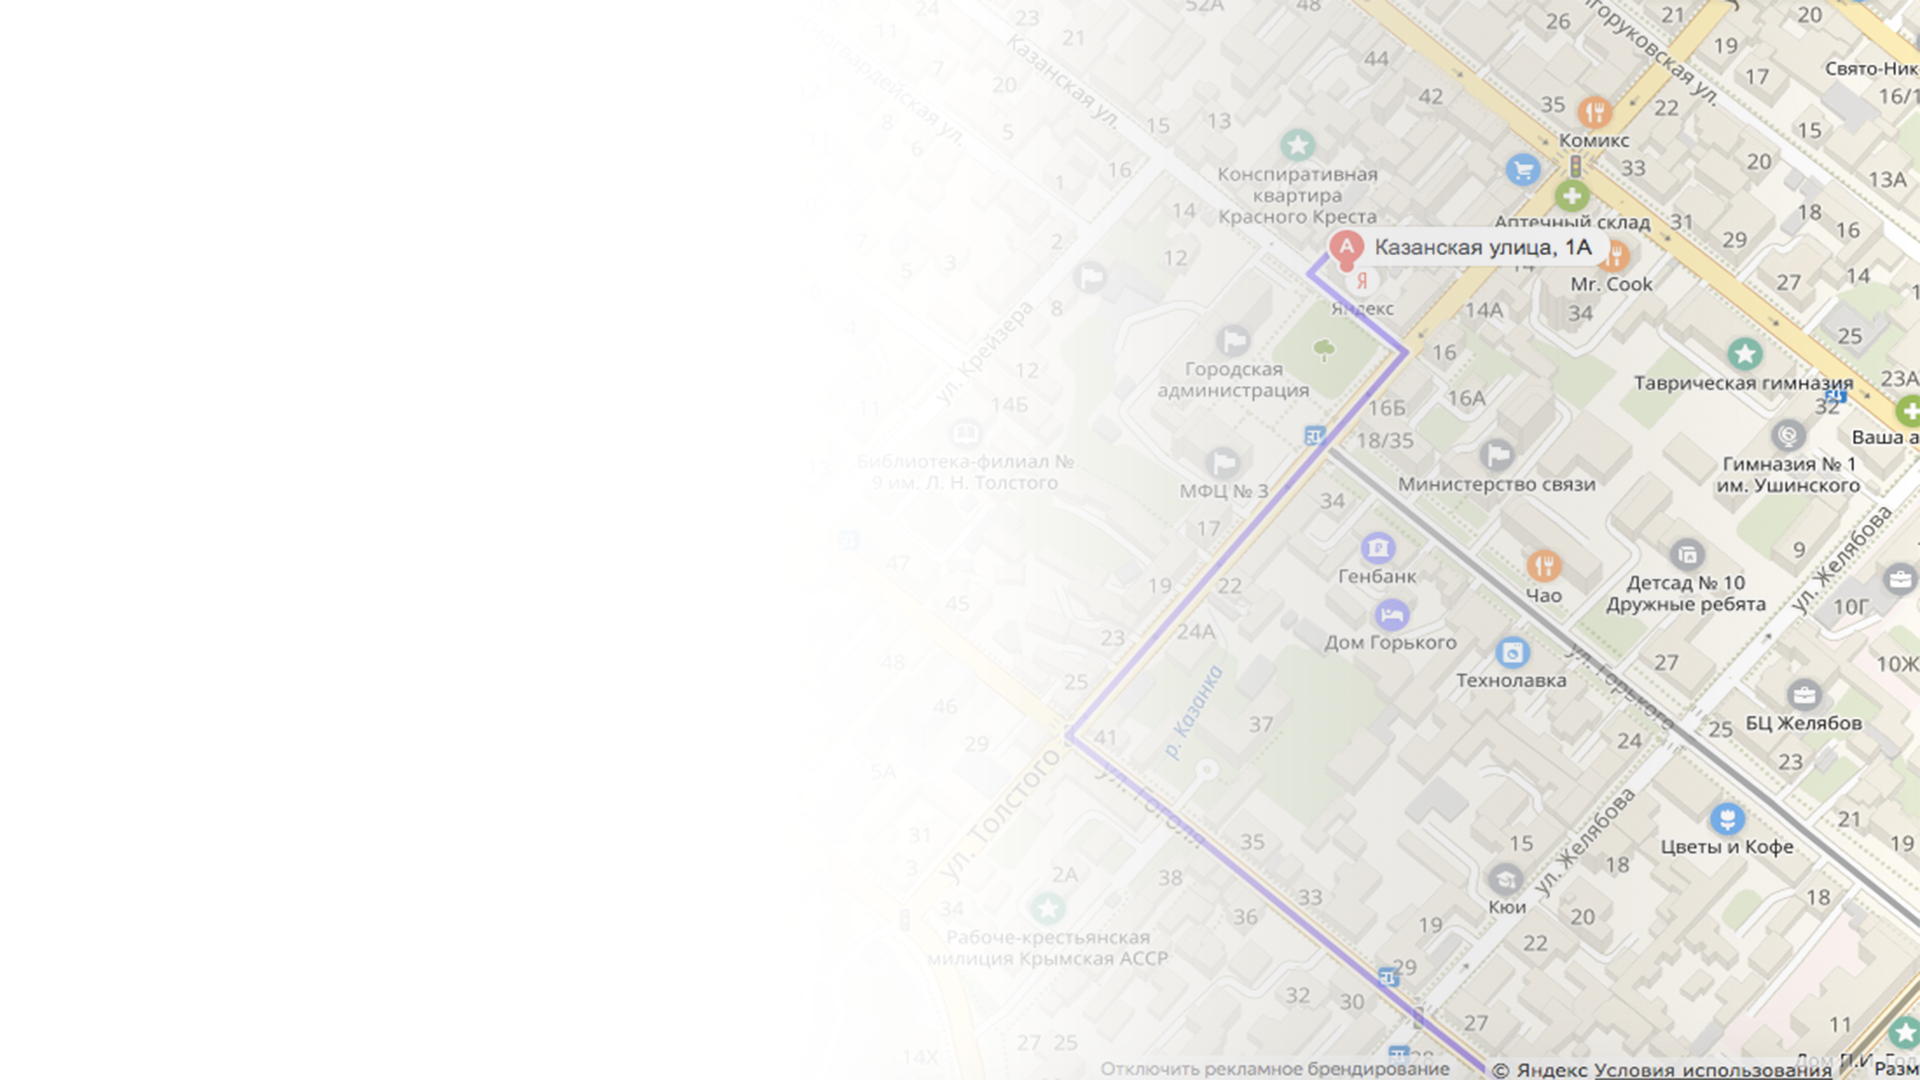 52А
48
24
23
21
11
7
20
Казанская ул.
44
26
21
20
19
17
Свято-Ник
16/1
42
35
22
8
6
5
15
13
Комикс
15
33
20
13А
16
1
Конспиративная
квартира
Красного Креста
14
31
18
16
29
Аптечный склад
2
12
А
Казанская улица, 1А
7
5
3
Mr. Cook
27
14
Я
Яндекс
8
14А
34
25
16
Городская
администрация
12
14Б
16А
16Б
18/35
Таврическая гимназия
23А
32
ул. Крейзера
11
Библиотека-филиал №
9 им. Л. Н. Толстого
МФЦ № 3
Министерство связи
Гимназия № 1
им. Ушинского
Ваша а
34
17
9
ул. Желябова
47
Генбанк
Чао
Детсад № 10
Дружные ребята
10Г
19
22
45
23
24А
Дом Горького
Технолавка
27
10Ж
48
25
ул. Горького
46
р. Казанка
37
БЦ Желябов
29
41
24
25
5А
23
ул. Толстого
ул. Гоголя
31
35
15
ул. Желябова
18
Цветы и Кофе
21
19
3
2А
38
33
Кюи
18
34
36
19
20
Рабоче-крестьянская
милиция Крымская АССР
22
29
32
30
27
11
27
25
14Х
28
Отключить рекламное брендирование
© Яндекс Условия использования
Разм